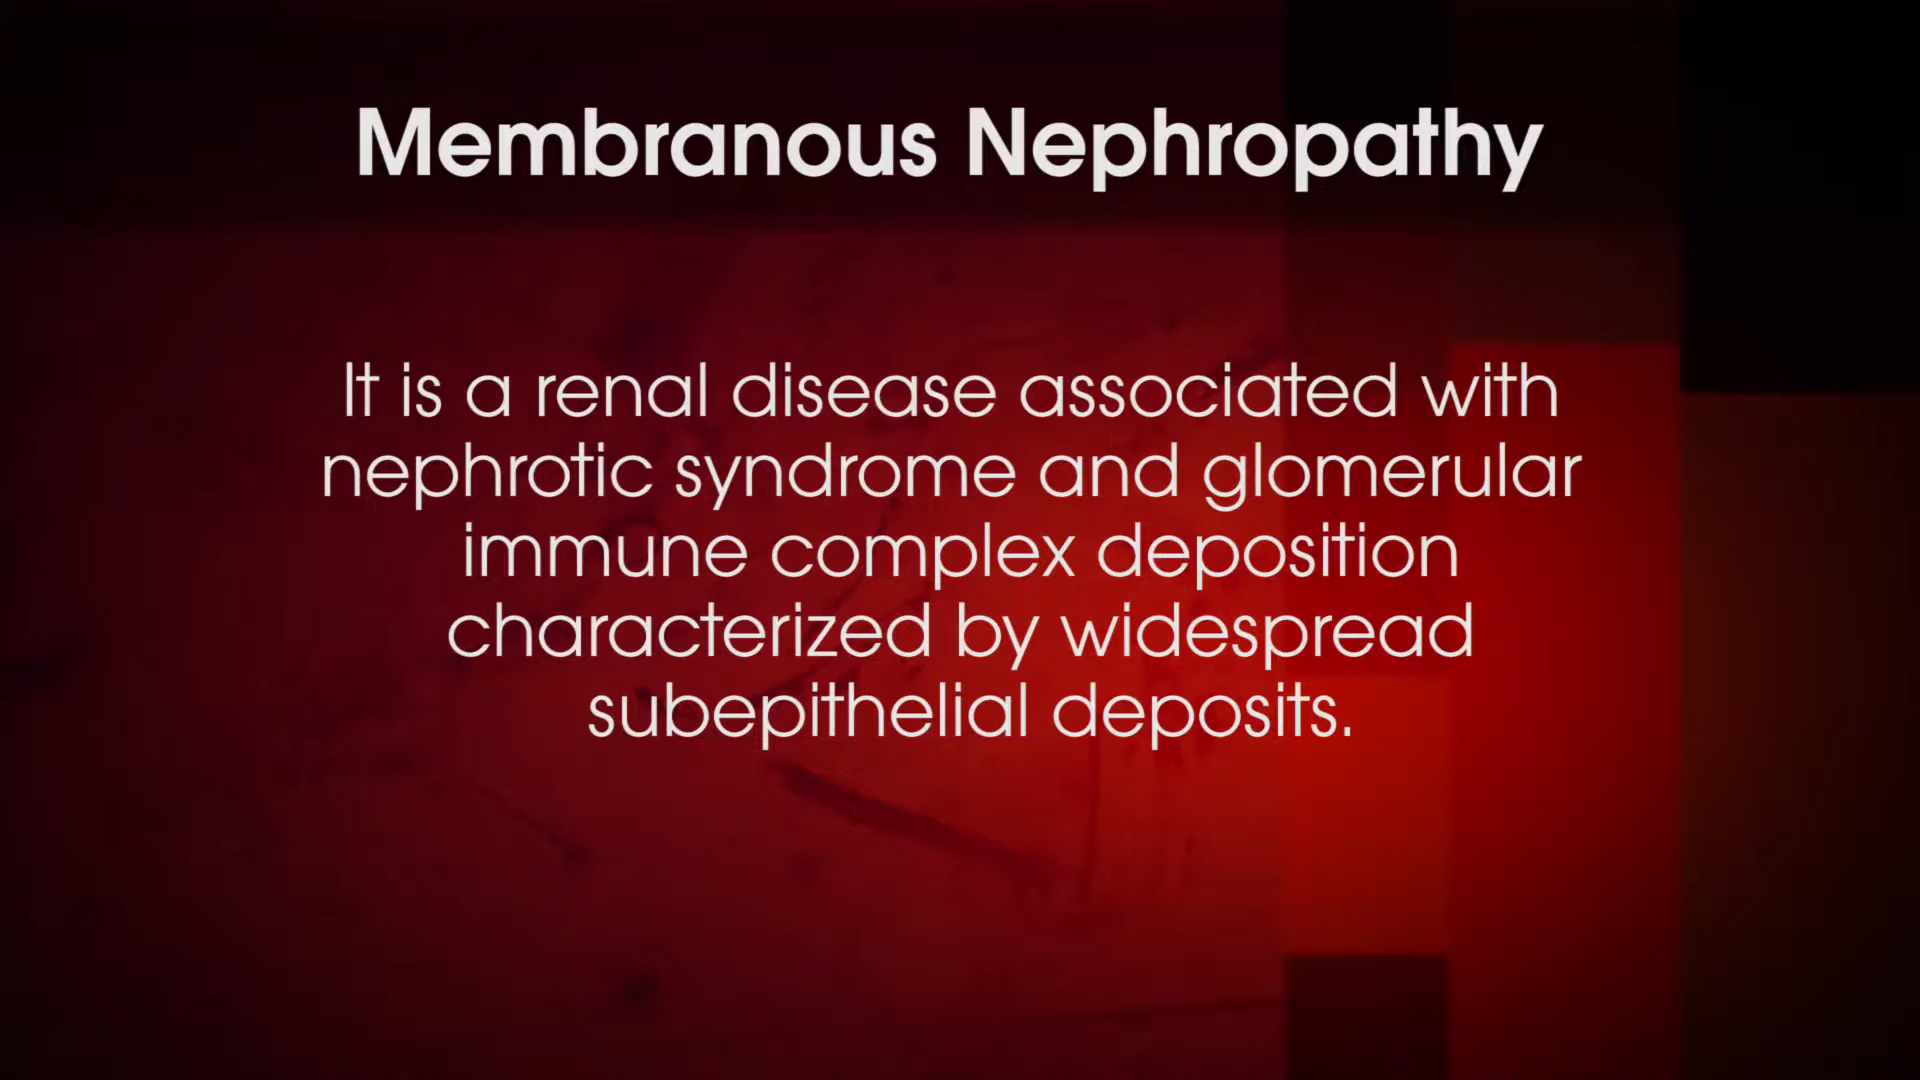 Membranous Nephropathy
It is a renal disease associated with
nephrotic syndrome and glomerular
immune complex deposition
characterized by widespread
subepithelial deposits.